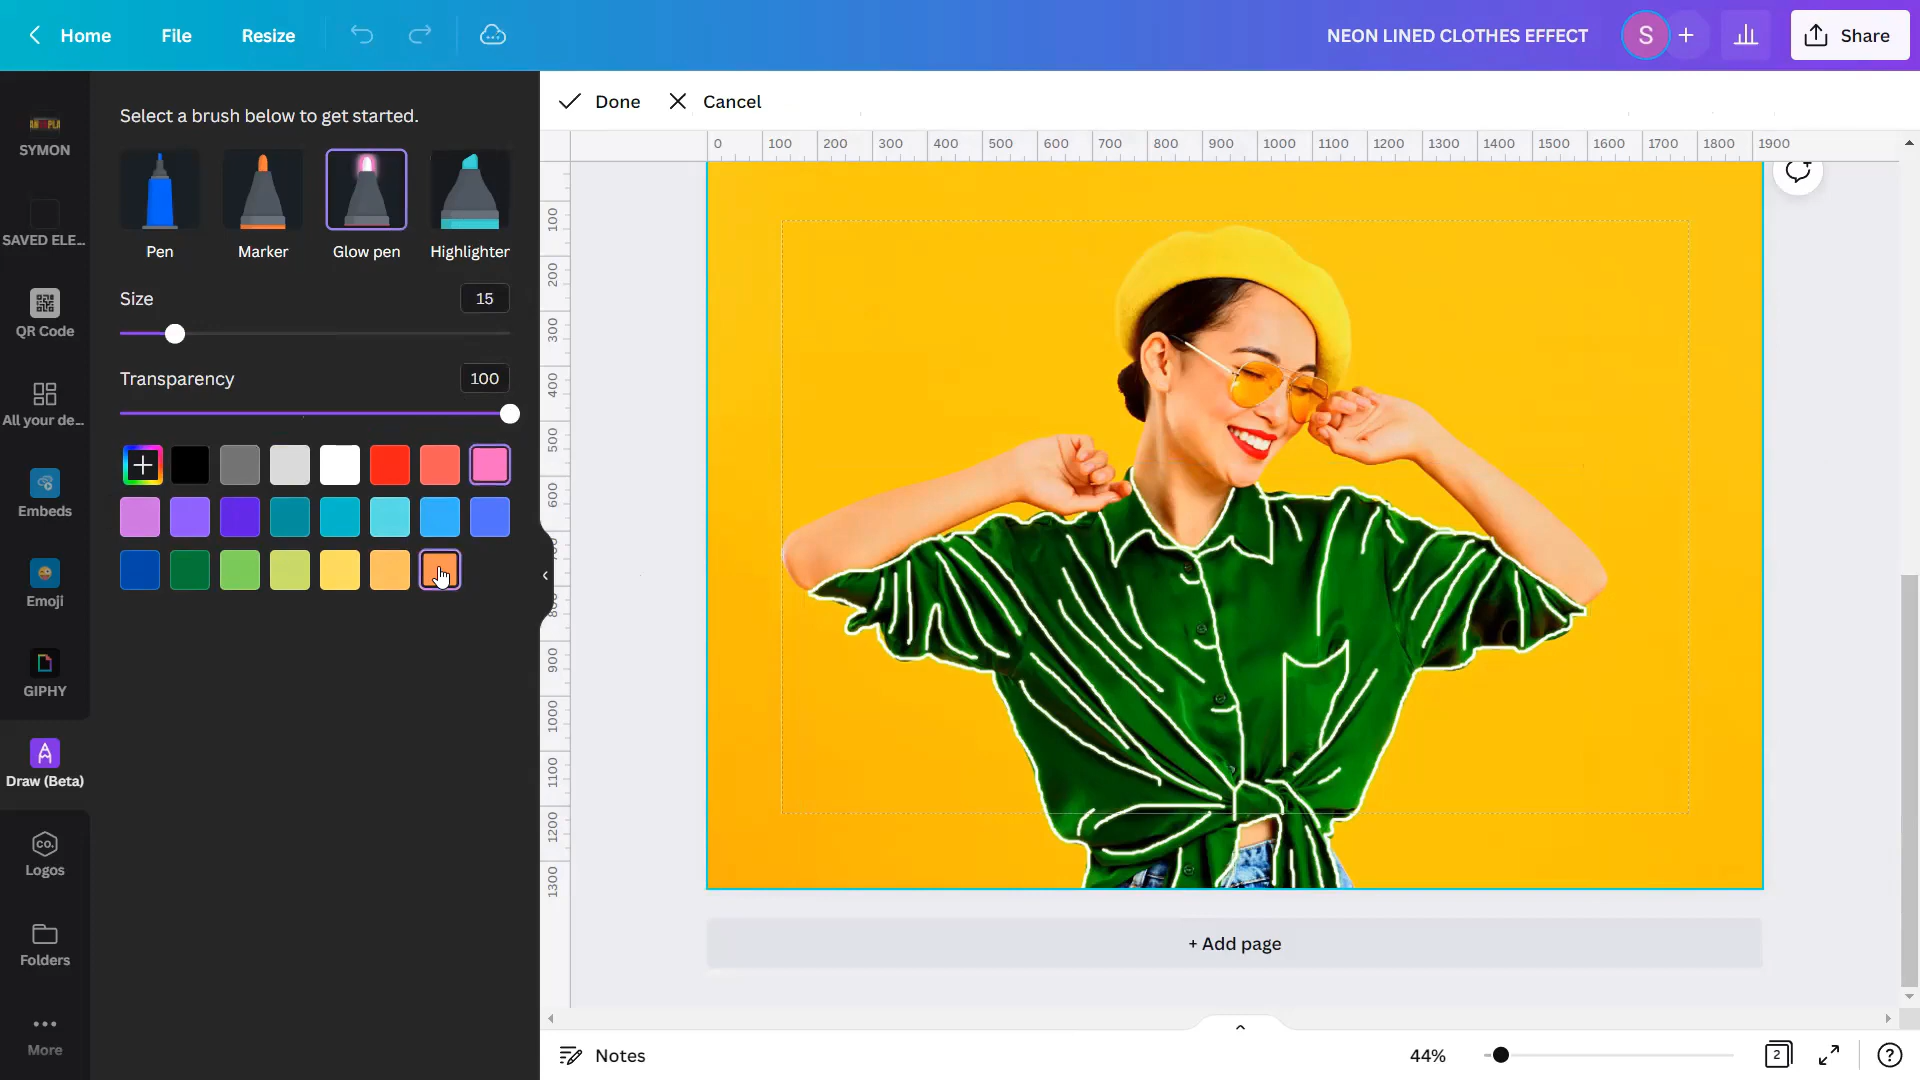 Home File Resize NEON LINED CLOTHES EFFECT S + Share
Select a brush below to get started. Done Cancel
SYMON
Pen Marker Glow pen Highlighter
SAVED ELE...
Size 15
QR Code
Transparency 100
All your de...
Embeds
Emoji
GIPHY
Draw (Beta)
CO.
Logos
Folders
More
0 100 200 300 400 500 600 700 800 900 1000 1100 1200 1300 1400 1500 1600 1700 1800 1900
100
200
300
400
500
600
900
1000
1100
1200
1300
+ Add page
Notes 44% 2 ?